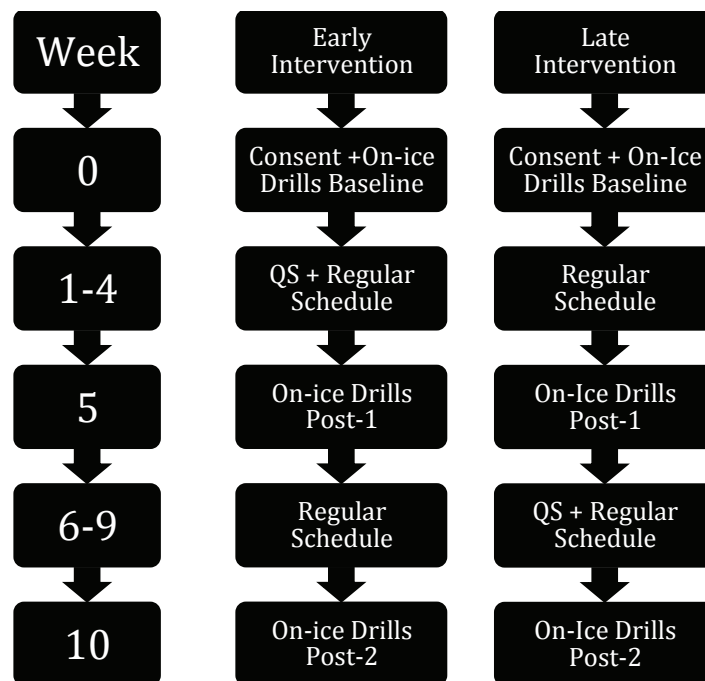 Week
Early
Intervention
Late
Intervention
0
Consent +On-ice
Drills Baseline
Consent + On-Ice
Drills Baseline
1-4
QS + Regular
Schedule
Regular
Schedule
5
On-ice Drills
Post-1
On-Ice Drills
Post-1
6-9
Regular
Schedule
QS + Regular
Schedule
10
On-ice Drills
Post-2
On-Ice Drills
Post-2